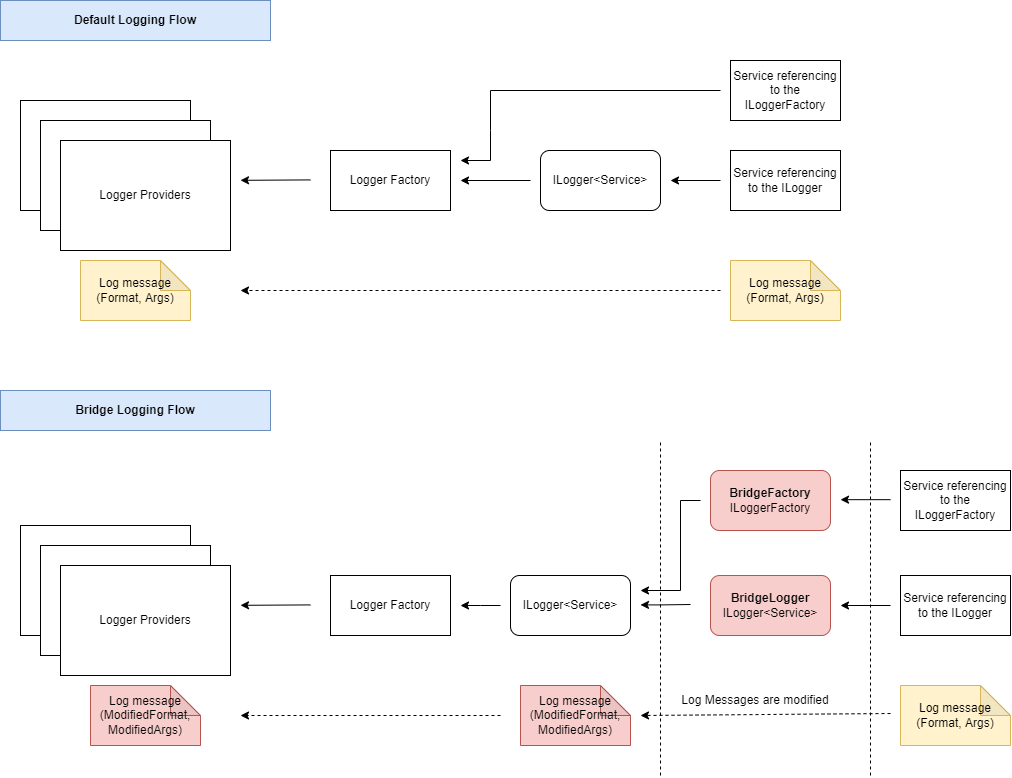 Default Logging Flow
Service referencing
to the
ILoggerFactory
Logger Providers
Logger Factory
ILogger<Service>
Service referencing
to the ILogger
Log message
(Format, Args)
Log message
(Format, Args)
Bridge Logging Flow
BridgeFactory
ILoggerFactory
Service referencing
to the
ILoggerFactory
Logger Providers
Logger Factory
ILogger<Service>
BridgeLogger
ILogger<Service>
Service referencing
to the ILogger
Log message
(ModifiedFormat,
ModifiedArgs)
Log message
(ModifiedFormat,
ModifiedArgs)
Log Messages are modified
Log message
(Format, Args)